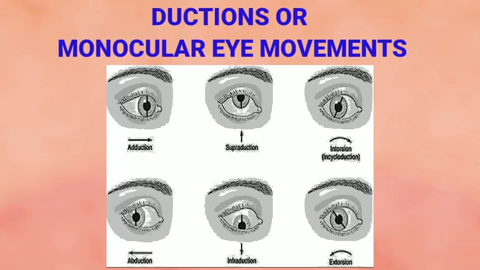 DUCTIONS OR
MONOCULAR EYE MOVEMENTS
Adduction
Supraduction
Intorsion
(incycloduction)
Abduction
Infraduction
Extorsion